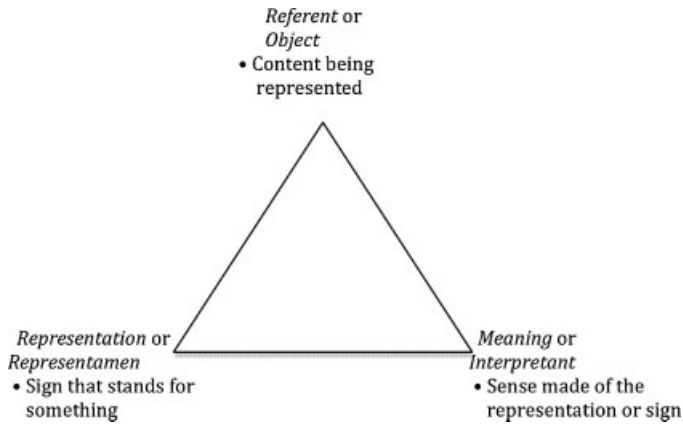 Referent or
Object
• Content being
represented
Representation or
Representamen
• Sign that stands for
something
Meaning or
Interpretant
• Sense made of the
representation or sign